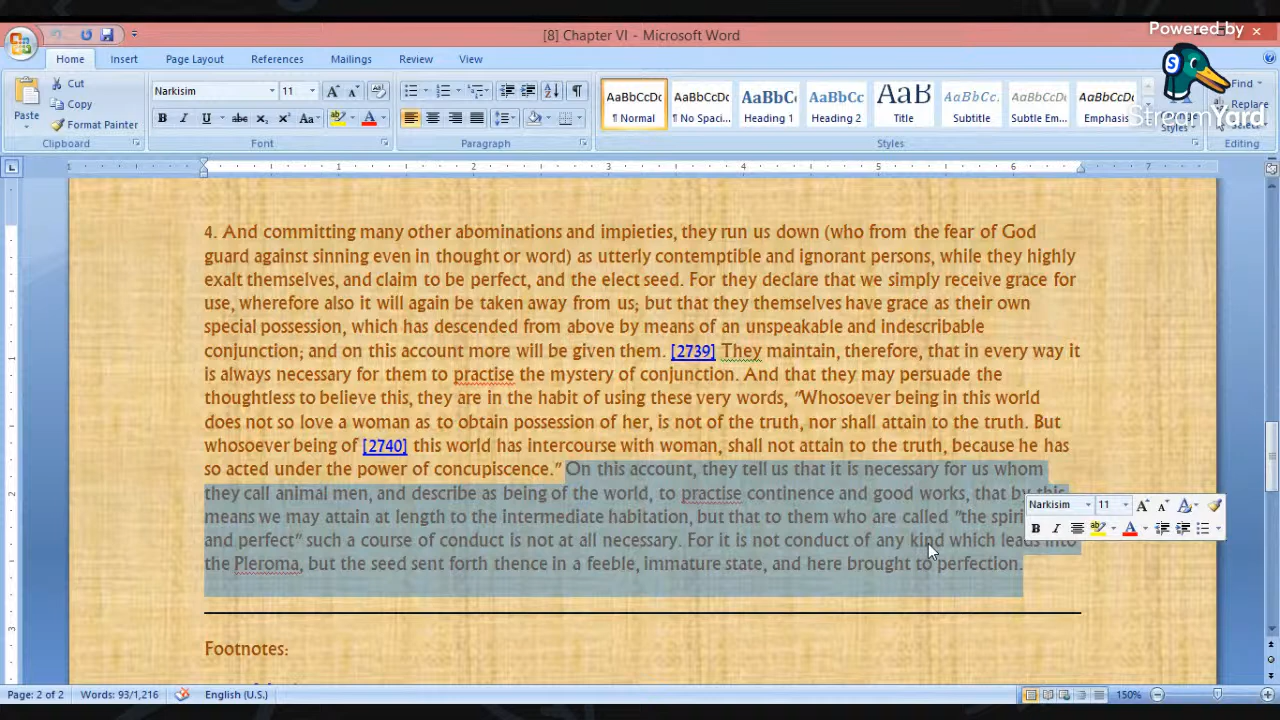 Powered by
StreamYard
[8] Chapter VI - Microsoft Word
Home Insert Page Layout References Mailings Review View
Paste
Cut
Copy
Format Painter
Clipboard
Narkisim 11
Font
Paragraph
AaBbCcDc AaBbCcDc AaBbC AaBbCc AaB AaBbCc. AaBbCcDc AaBbCcDc
¶ Normal ¶ No Spaci... Heading 1 Heading 2 Title Subtitle Subtle Em... Emphasis
Styles
Find
Replace
Select
Editing
4. And committing many other abominations and impieties, they run us down (who from the fear of God
guard against sinning even in thought or word) as utterly contemptible and ignorant persons, while they highly
exalt themselves, and claim to be perfect, and the elect seed. For they declare that we simply receive grace for
use, wherefore also it will again be taken away from us; but that they themselves have grace as their own
special possession, which has descended from above by means of an unspeakable and indescribable
conjunction; and on this account more will be given them. [2739] They maintain, therefore, that in every way it
is always necessary for them to practise the mystery of conjunction. And that they may persuade the
thoughtless to believe this, they are in the habit of using these very words, "Whosoever being in this world
does not so love a woman as to obtain possession of her, is not of the truth, nor shall attain to the truth. But
whosoever being of [2740] this world has intercourse with woman, shall not attain to the truth, because he has
so acted under the power of concupiscence." On this account, they tell us that it is necessary for us whom
they call animal men, and describe as being of the world, to practise continence and good works, that by this
means we may attain at length to the intermediate habitation, but that to them who are called "the spiri
and perfect" such a course of conduct is not at all necessary. For it is not conduct of any kind which leads into
the Pleroma, but the seed sent forth thence in a feeble, immature state, and here brought to perfection.
Narkisim 11
Footnotes:
Page: 2 of 2 Words: 93/1,216 English (U.S.) 150%